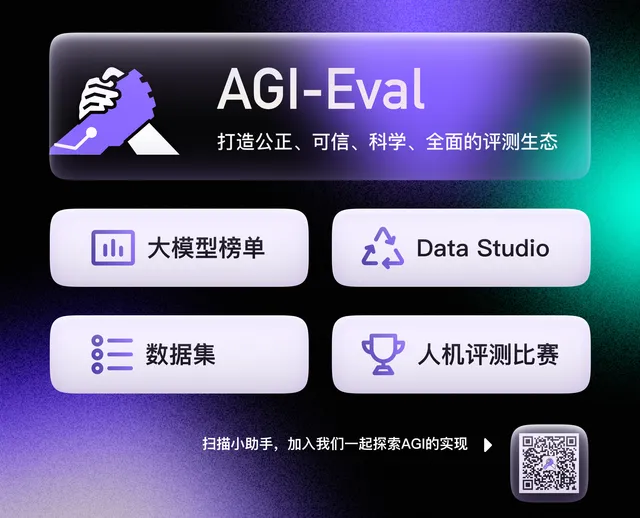 AGI-Eval
打造公正、可信、科学、全面的评测生态
大模型榜单
Data Studio
数据集
人机评测比赛
扫描小助手，加入我们一起探索AGI的实现